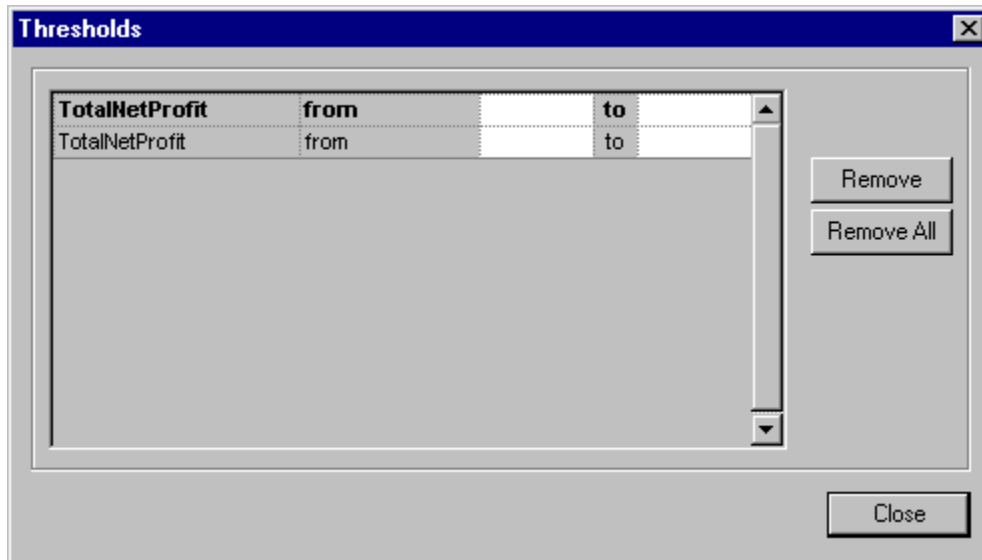 Thresholds
TotalNetProfit from to
TotalNetProfit from to
Remove
Remove All
Close